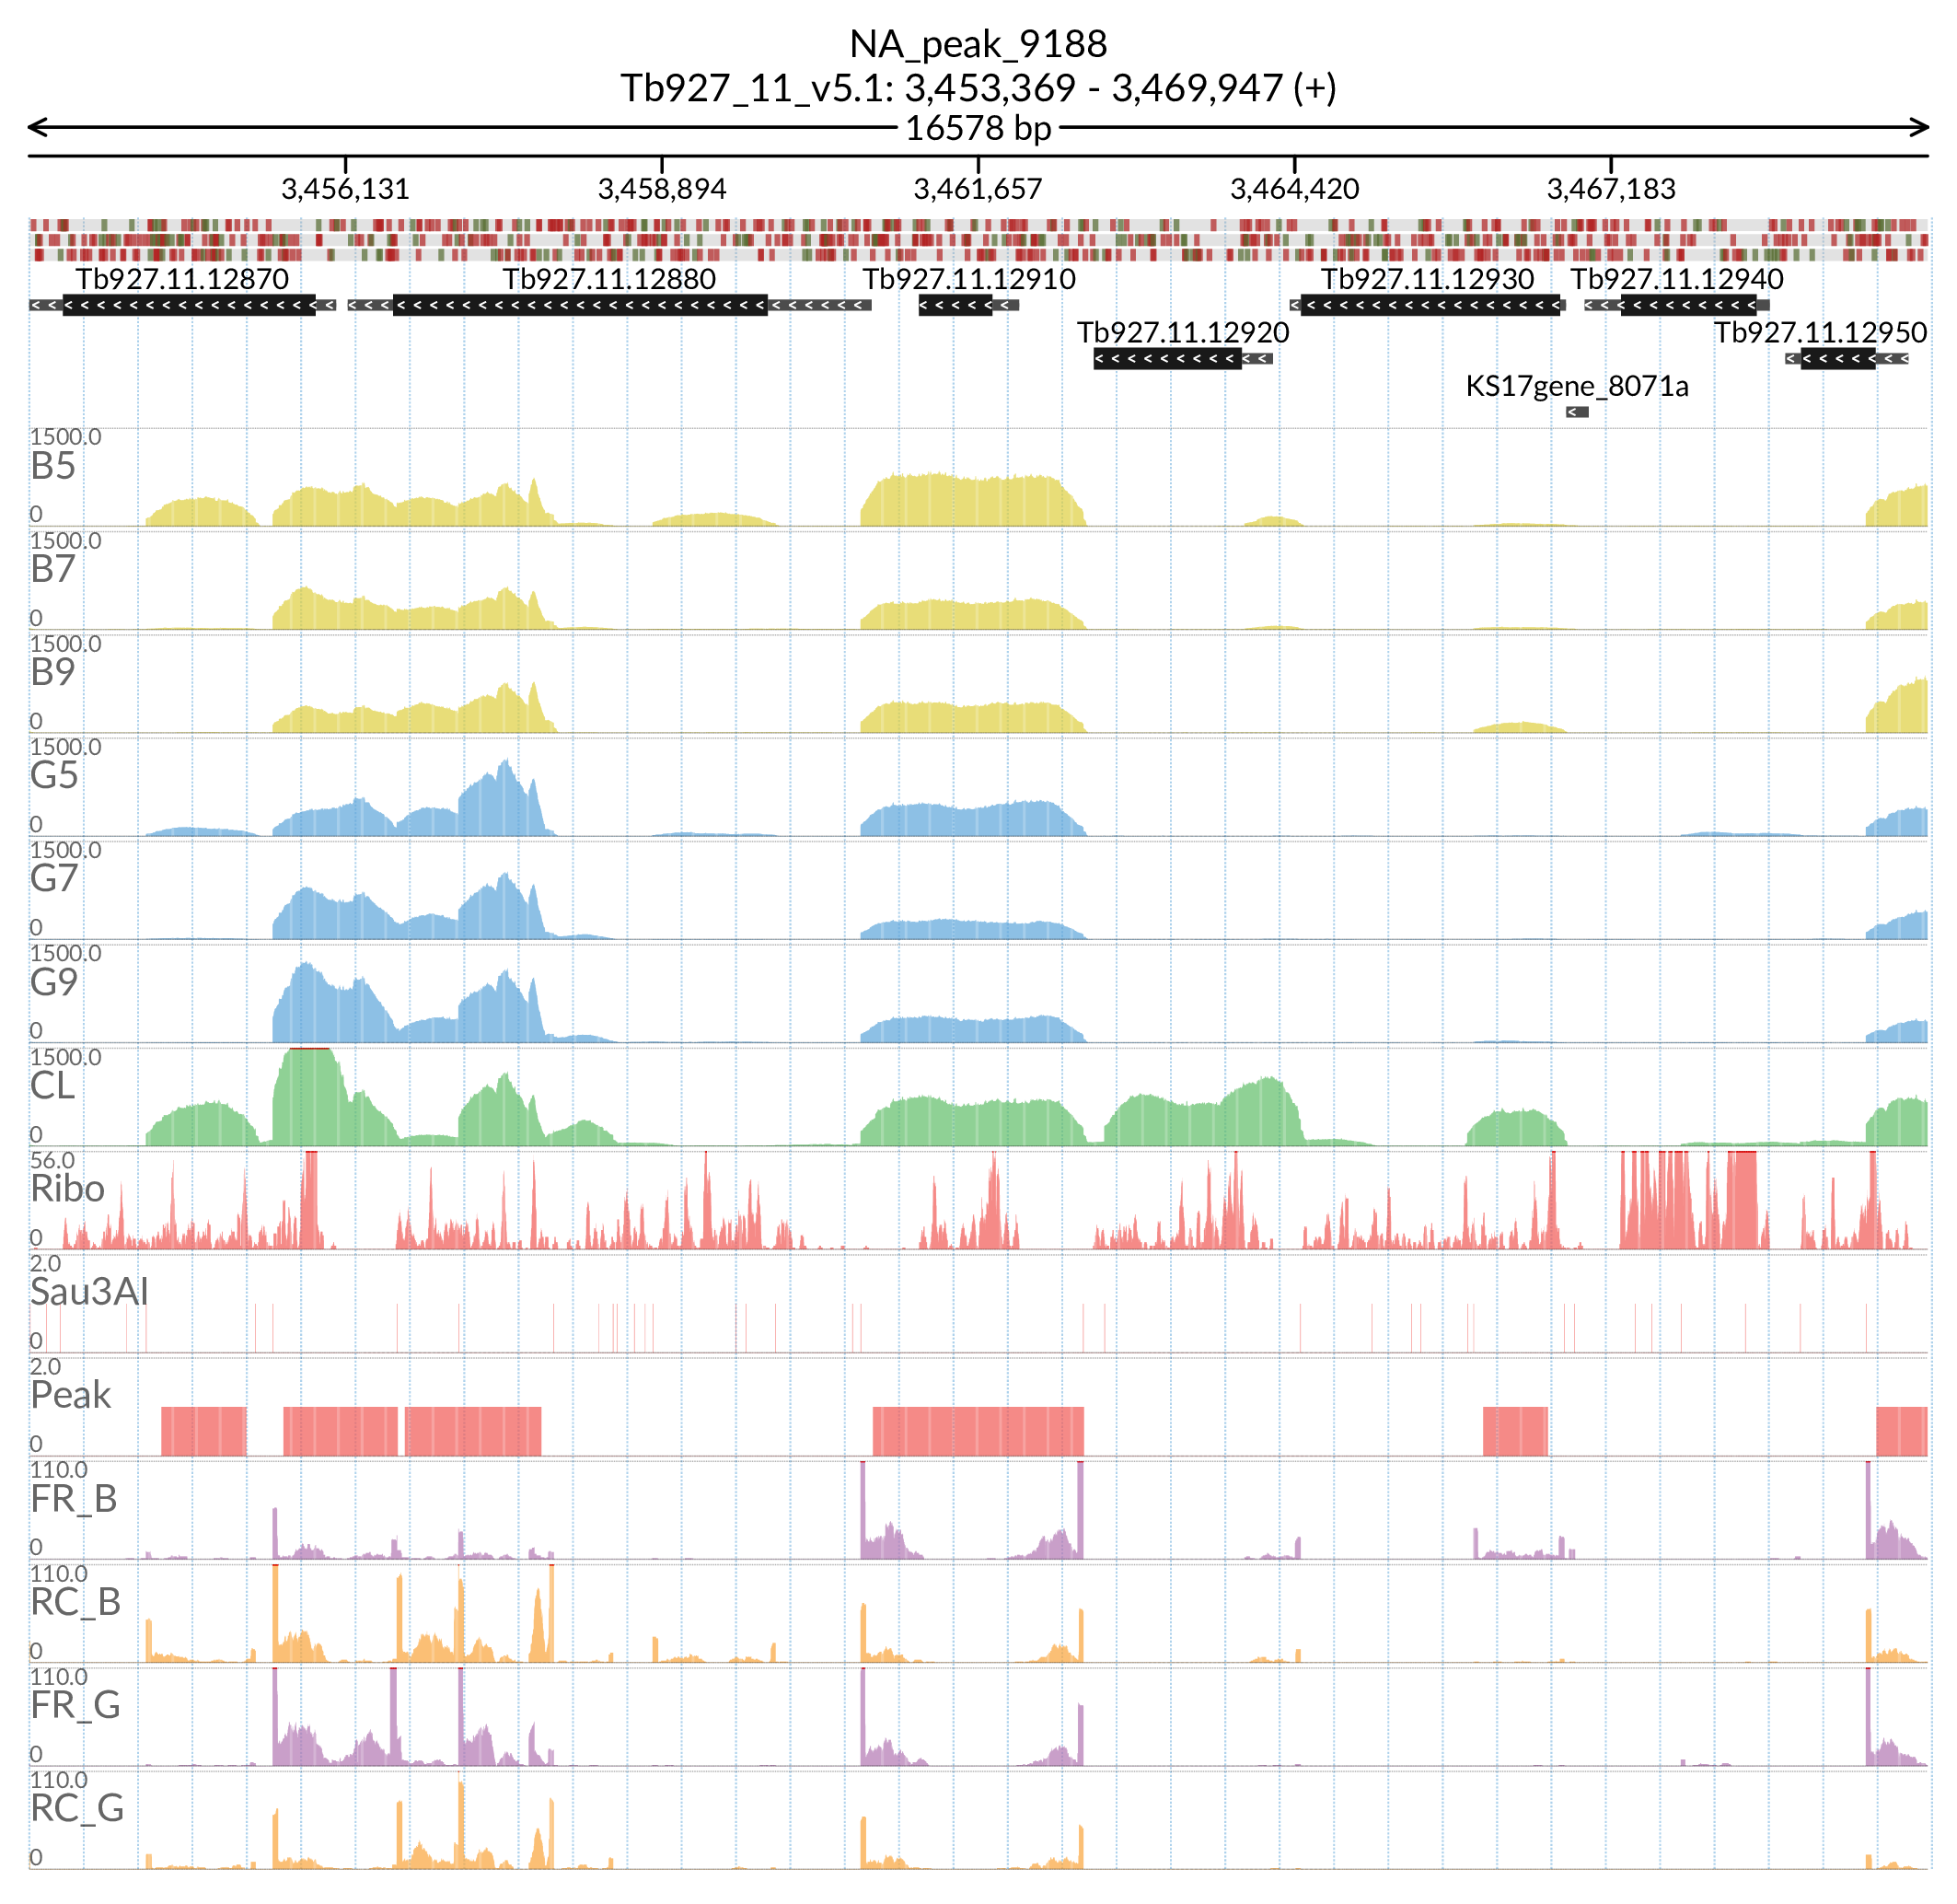 NA_peak_9188
Tb927_11_v5.1: 3,453,369 - 3,469,947 (+)
16578 bp
3,456,131 3,458,894 3,461,657 3,464,420 3,467,183
Tb927.11.12870 Tb927.11.12880 Tb927.11.12910 Tb927.11.12930 Tb927.11.12940
Tb927.11.12920 Tb927.11.12950
KS17gene_8071a
1500.0
B5
0
1500.0
B7
0
1500.0
B9
0
1500.0
G5
0
1500.0
G7
0
1500.0
G9
0
1500.0
CL
0
56.0
Ribo
0
2.0
Sau3AI
0
2.0
Peak
0
110.0
FR_B
0
110.0
RC_B
0
110.0
FR_G
0
110.0
RC_G
0